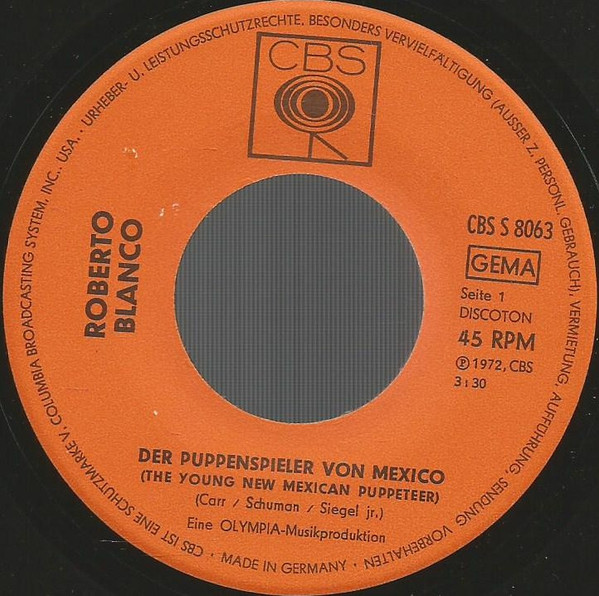 CBS
ROBERTO
BLANCO
CBS S 8063
GEMA
Seite 1
DISCOTON
45 RPM
Ⓟ 1972, CBS
3:30
DER PUPPENSPIELER VON MEXICO
(THE YOUNG NEW MEXICAN PUPPETEER)
(Carr / Schuman / Siegel jr.)
Eine OLYMPIA-Musikproduktion
CBS IST EINE SCHUTZMARKE V. COLUMBIA BROADCASTING SYSTEM, INC., USA. · URHEBER- U. LEISTUNGSSCHUTZRECHTE. BESONDERS VERVIELFÄLTIGUNG (AUSSER Z. PERSÖNL. GEBRAUCH), VERMIETUNG, AUFFÜHRUNG, SENDUNG VORBEHALTEN · MADE IN GERMANY ·